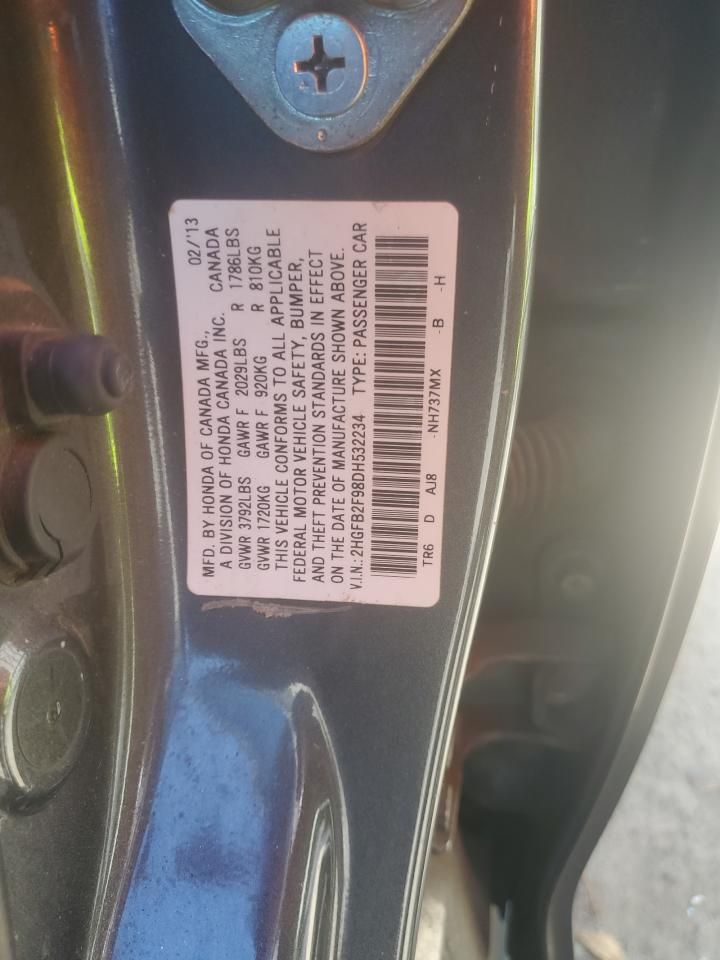 MFD. BY HONDA OF CANADA MFG., 02/'13
A DIVISION OF HONDA CANADA INC. CANADA
GVWR 3792LBS GAWR F 2029LBS R 1786LBS
GVWR 1720KG GAWR F 920KG R 810KG
THIS VEHICLE CONFORMS TO ALL APPLICABLE
FEDERAL MOTOR VEHICLE SAFETY, BUMPER,
AND THEFT PREVENTION STANDARDS IN EFFECT
ON THE DATE OF MANUFACTURE SHOWN ABOVE.
V.I.N.: 2HGFB2F98DH532234 TYPE: PASSENGER CAR
TR6 D AJ8 -NH737MX -B -H